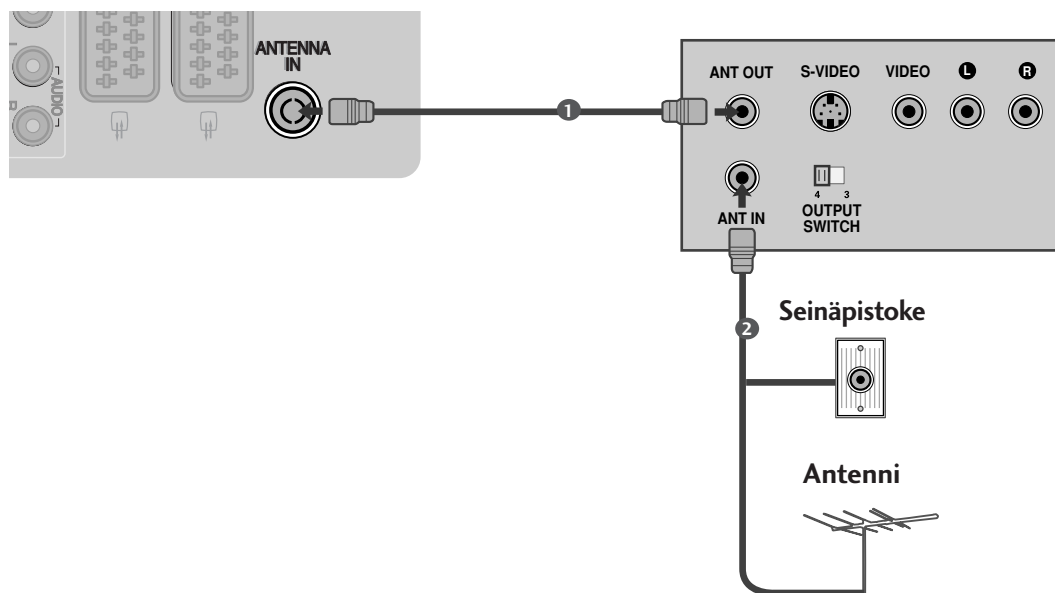 AUDIO
R
ANTENNA
IN
1
ANT OUT
S-VIDEO
VIDEO
L
R
4
3
ANT IN
OUTPUT
SWITCH
2
Seinäpistoke
Antenni